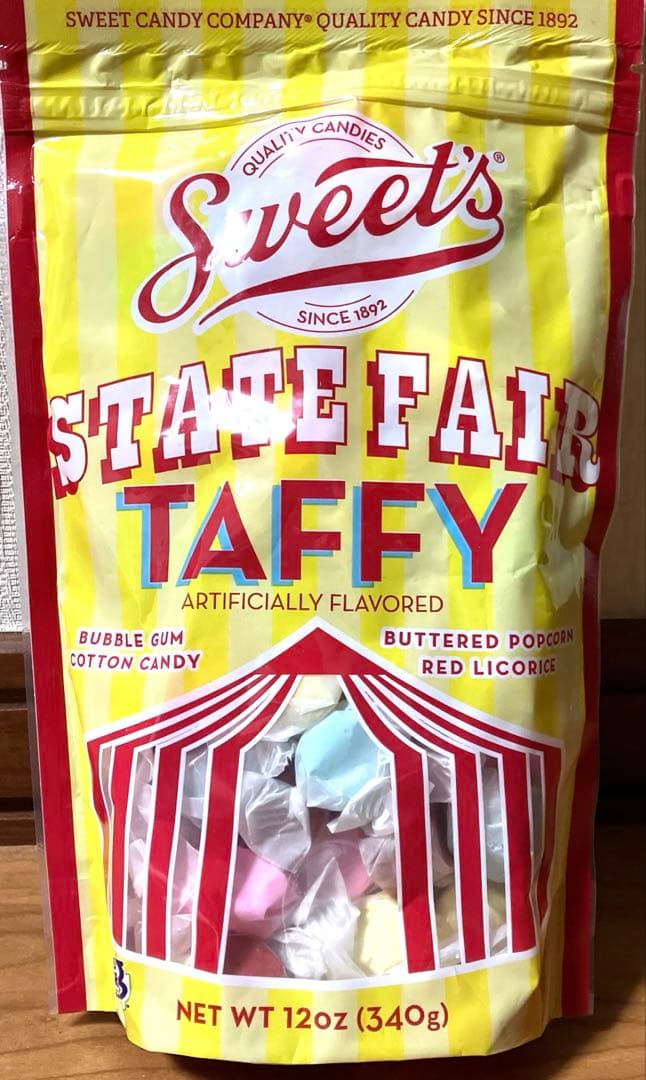 SWEET CANDY COMPANY® QUALITY CANDY SINCE 1892
QUALITY CANDIES
Sweet's®
SINCE 1892
STATE FAIR
TAFFY
ARTIFICIALLY FLAVORED
BUBBLE GUM
COTTON CANDY
BUTTERED POPCORN
RED LICORICE
NET WT 12oz (340g)